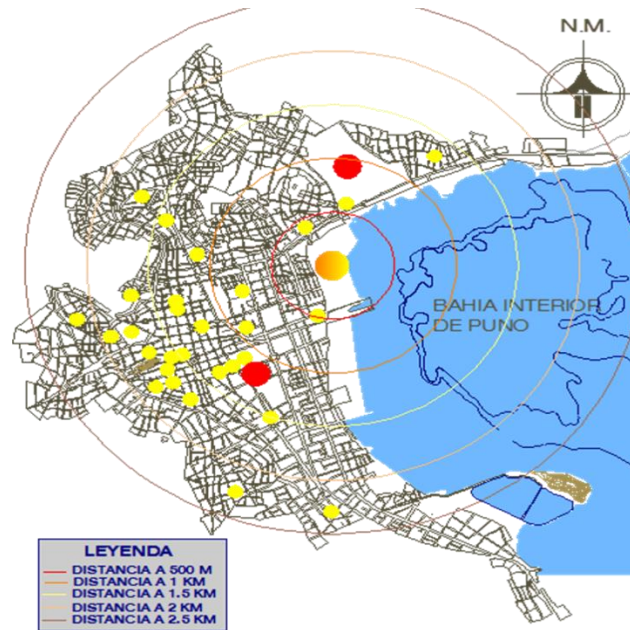 N.M.
BAHIA INTERIOR
DE PUNO
LEYENDA
DISTANCIA A 500 M
DISTANCIA A 1 KM
DISTANCIA A 1.5 KM
DISTANCIA A 2 KM
DISTANCIA A 2.5 KM